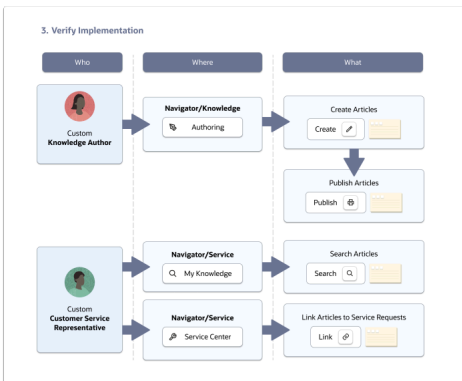 3. Verify Implementation
Who
Where
What
Custom
Knowledge Author
Navigator/Knowledge
Authoring
Create Articles
Create
Publish Articles
Publish
Custom
Customer Service
Representative
Navigator/Service
My Knowledge
Search Articles
Search
Navigator/Service
Service Center
Link Articles to Service Requests
Link